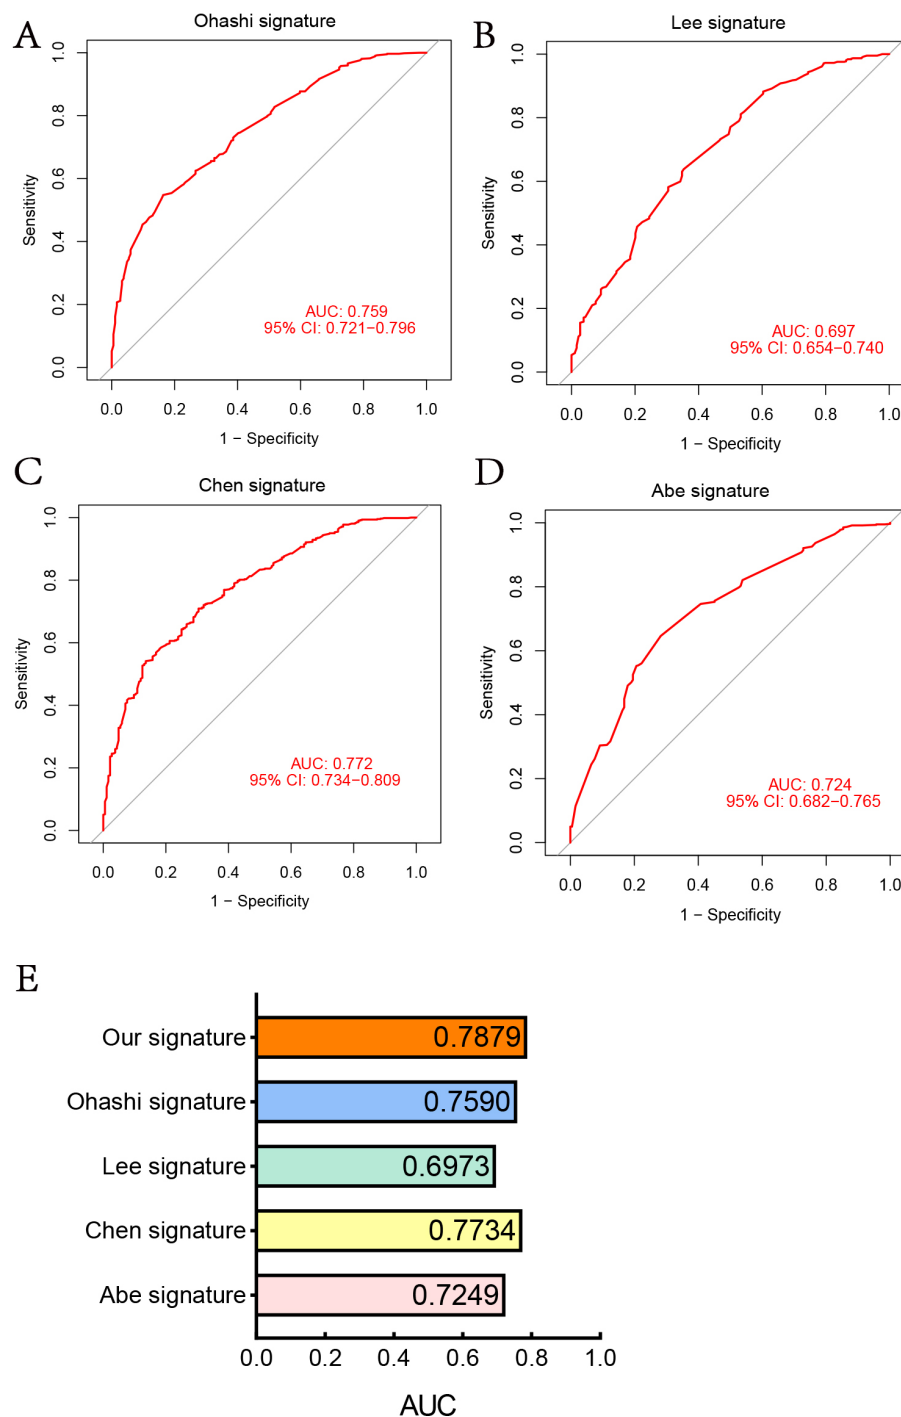 A
Ohashi signature
Sensitivity
0.0 0.2 0.4 0.6 0.8 1.0
AUC: 0.759
95% CI: 0.721−0.796
0.0 0.2 0.4 0.6 0.8 1.0
1 − Specificity
B
Lee signature
Sensitivity
0.0 0.2 0.4 0.6 0.8 1.0
AUC: 0.697
95% CI: 0.654−0.740
0.0 0.2 0.4 0.6 0.8 1.0
1 − Specificity
C
Chen signature
Sensitivity
0.0 0.2 0.4 0.6 0.8 1.0
AUC: 0.772
95% CI: 0.734−0.809
0.0 0.2 0.4 0.6 0.8 1.0
1 − Specificity
D
Abe signature
Sensitivity
0.0 0.2 0.4 0.6 0.8 1.0
AUC: 0.724
95% CI: 0.682−0.765
0.0 0.2 0.4 0.6 0.8 1.0
1 − Specificity
E
Our signature 0.7879
Ohashi signature 0.7590
Lee signature 0.6973
Chen signature 0.7734
Abe signature 0.7249
0.0 0.2 0.4 0.6 0.8 1.0
AUC